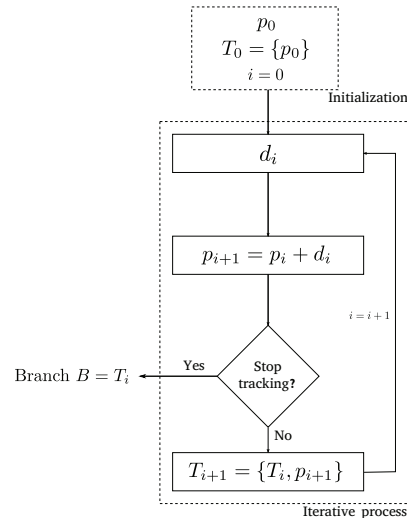 p_0
T_0 = {p_0}
i = 0
Initialization
d_i
p_{i+1} = p_i + d_i
i = i + 1
Stop
tracking?
Yes
Branch B = T_i
No
T_{i+1} = {T_i, p_{i+1}}
Iterative process